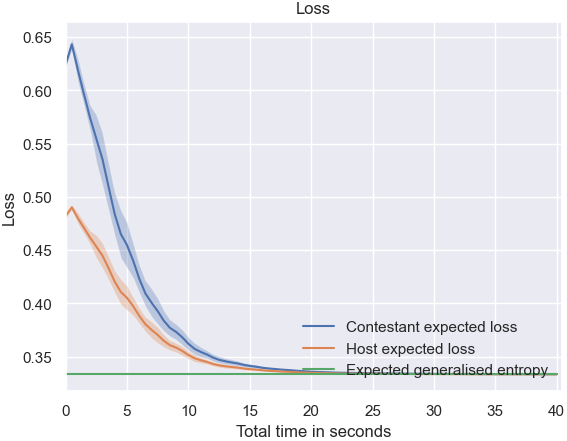 Loss
0.65
0.60
0.55
0.50
0.45
0.40
0.35
Loss
Contestant expected loss
Host expected loss
Expected generalised entropy
0 5 10 15 20 25 30 35 40
Total time in seconds